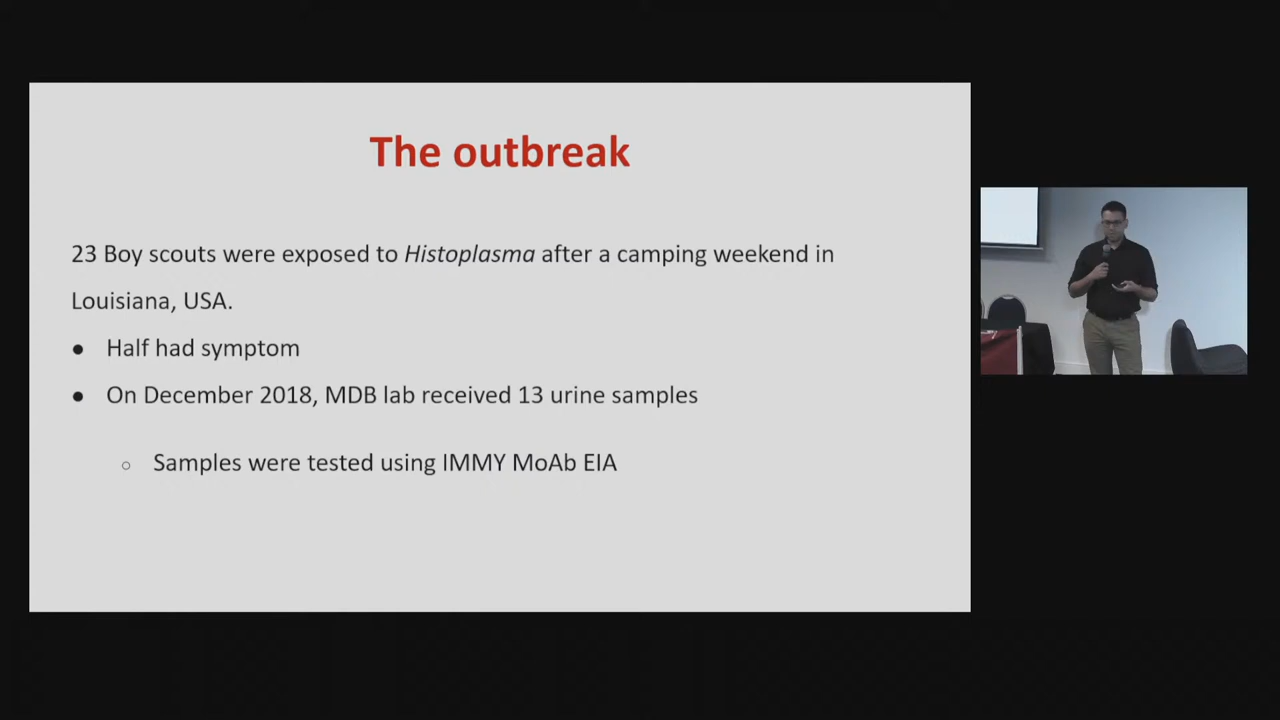 The outbreak
23 Boy scouts were exposed to Histoplasma after a camping weekend in
Louisiana, USA.
● Half had symptom
● On December 2018, MDB lab received 13 urine samples
○ Samples were tested using IMMY MoAb EIA